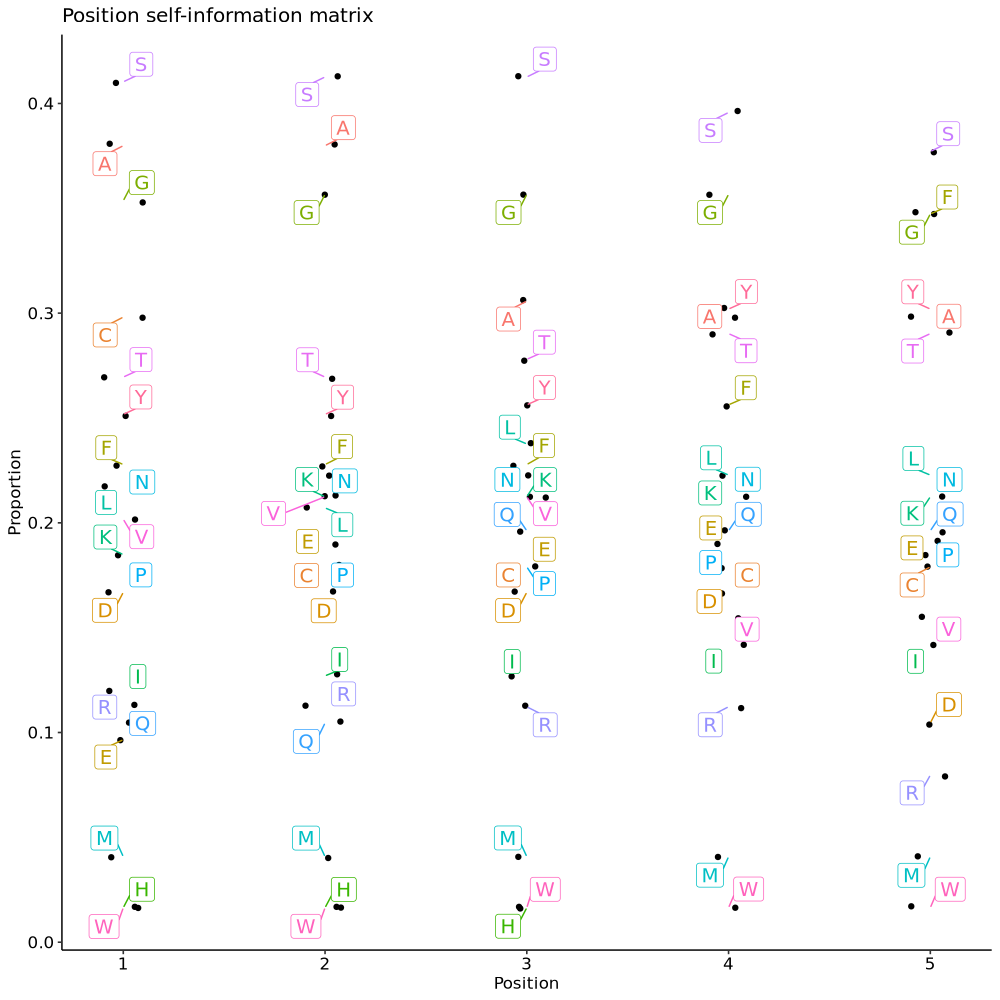 Position self-information matrix
S S
S
A S S
A G F
G G G G
Y Y
C A A A
T T T T T
Y Y Y F
F L
F F L L
N K N N K N N
L V K Q
K V L Q V K Q
E E E E
P C P C P P C P
D D D D C
I I I V V
R R I I
Q Q R R D
E
R
M M M
M M
H H W W W
W W H
0.4
0.3
0.2
0.1
0.0
Proportion
1 2 3 4 5
Position